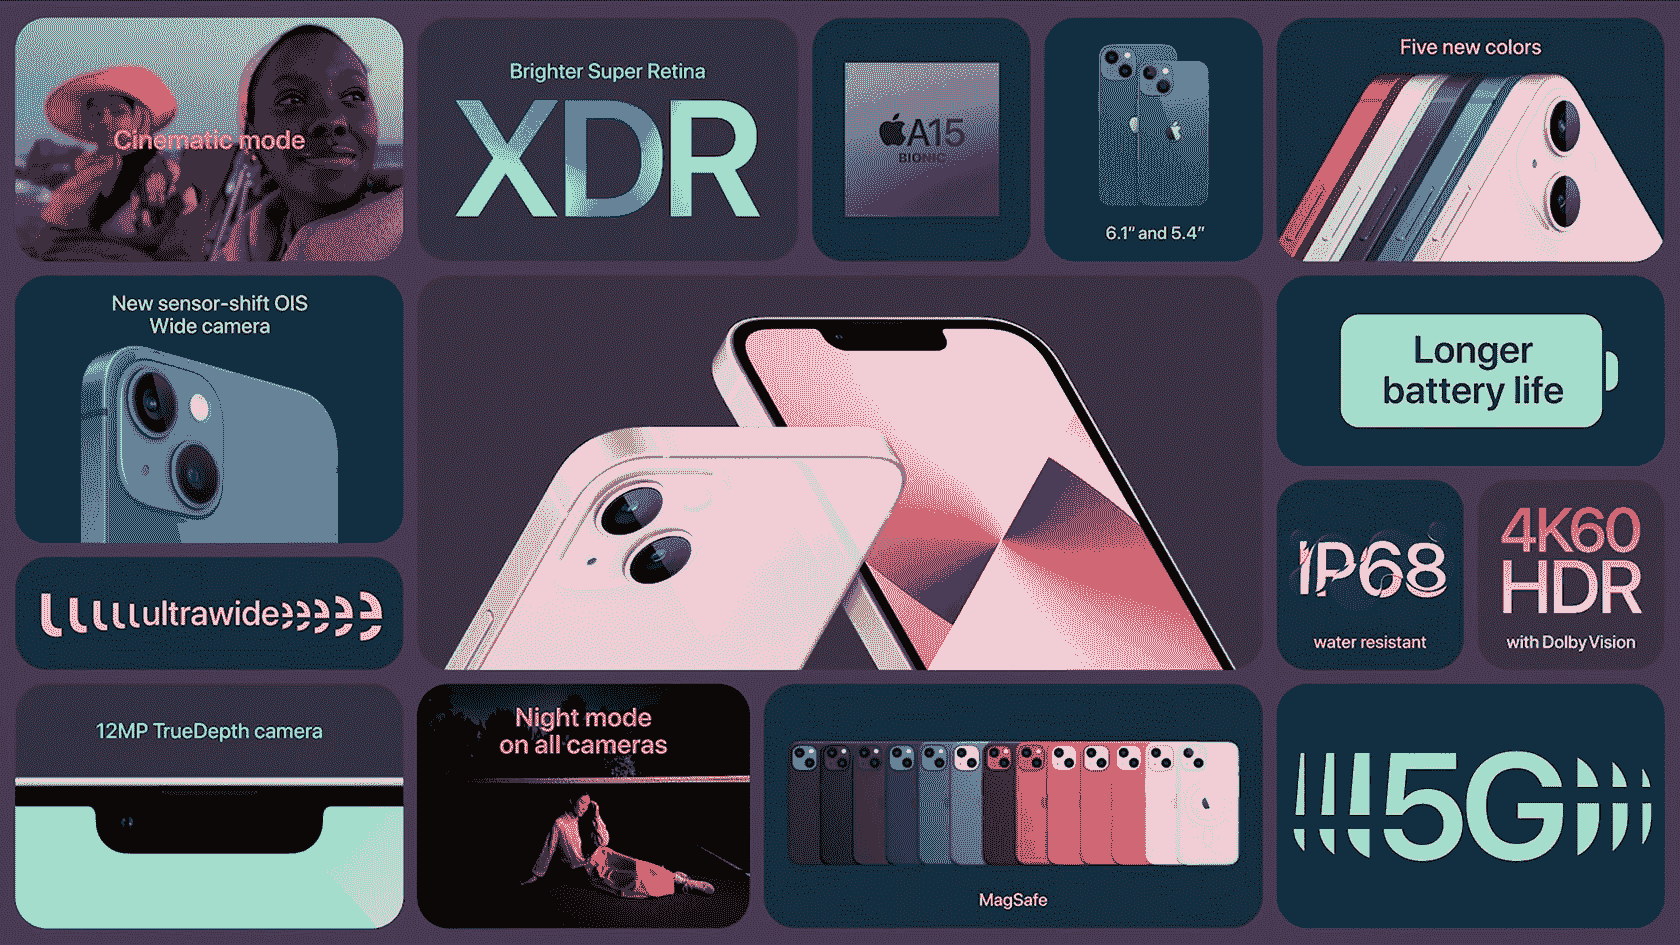 Cinematic mode
Brighter Super Retina
XDR
A15
BIONIC
6.1” and 5.4”
Five new colors
New sensor-shift OIS
Wide camera
Longer
battery life
ultrawide
IP68
water resistant
4K60
HDR
with Dolby Vision
12MP TrueDepth camera
Night mode
on all cameras
MagSafe
5G